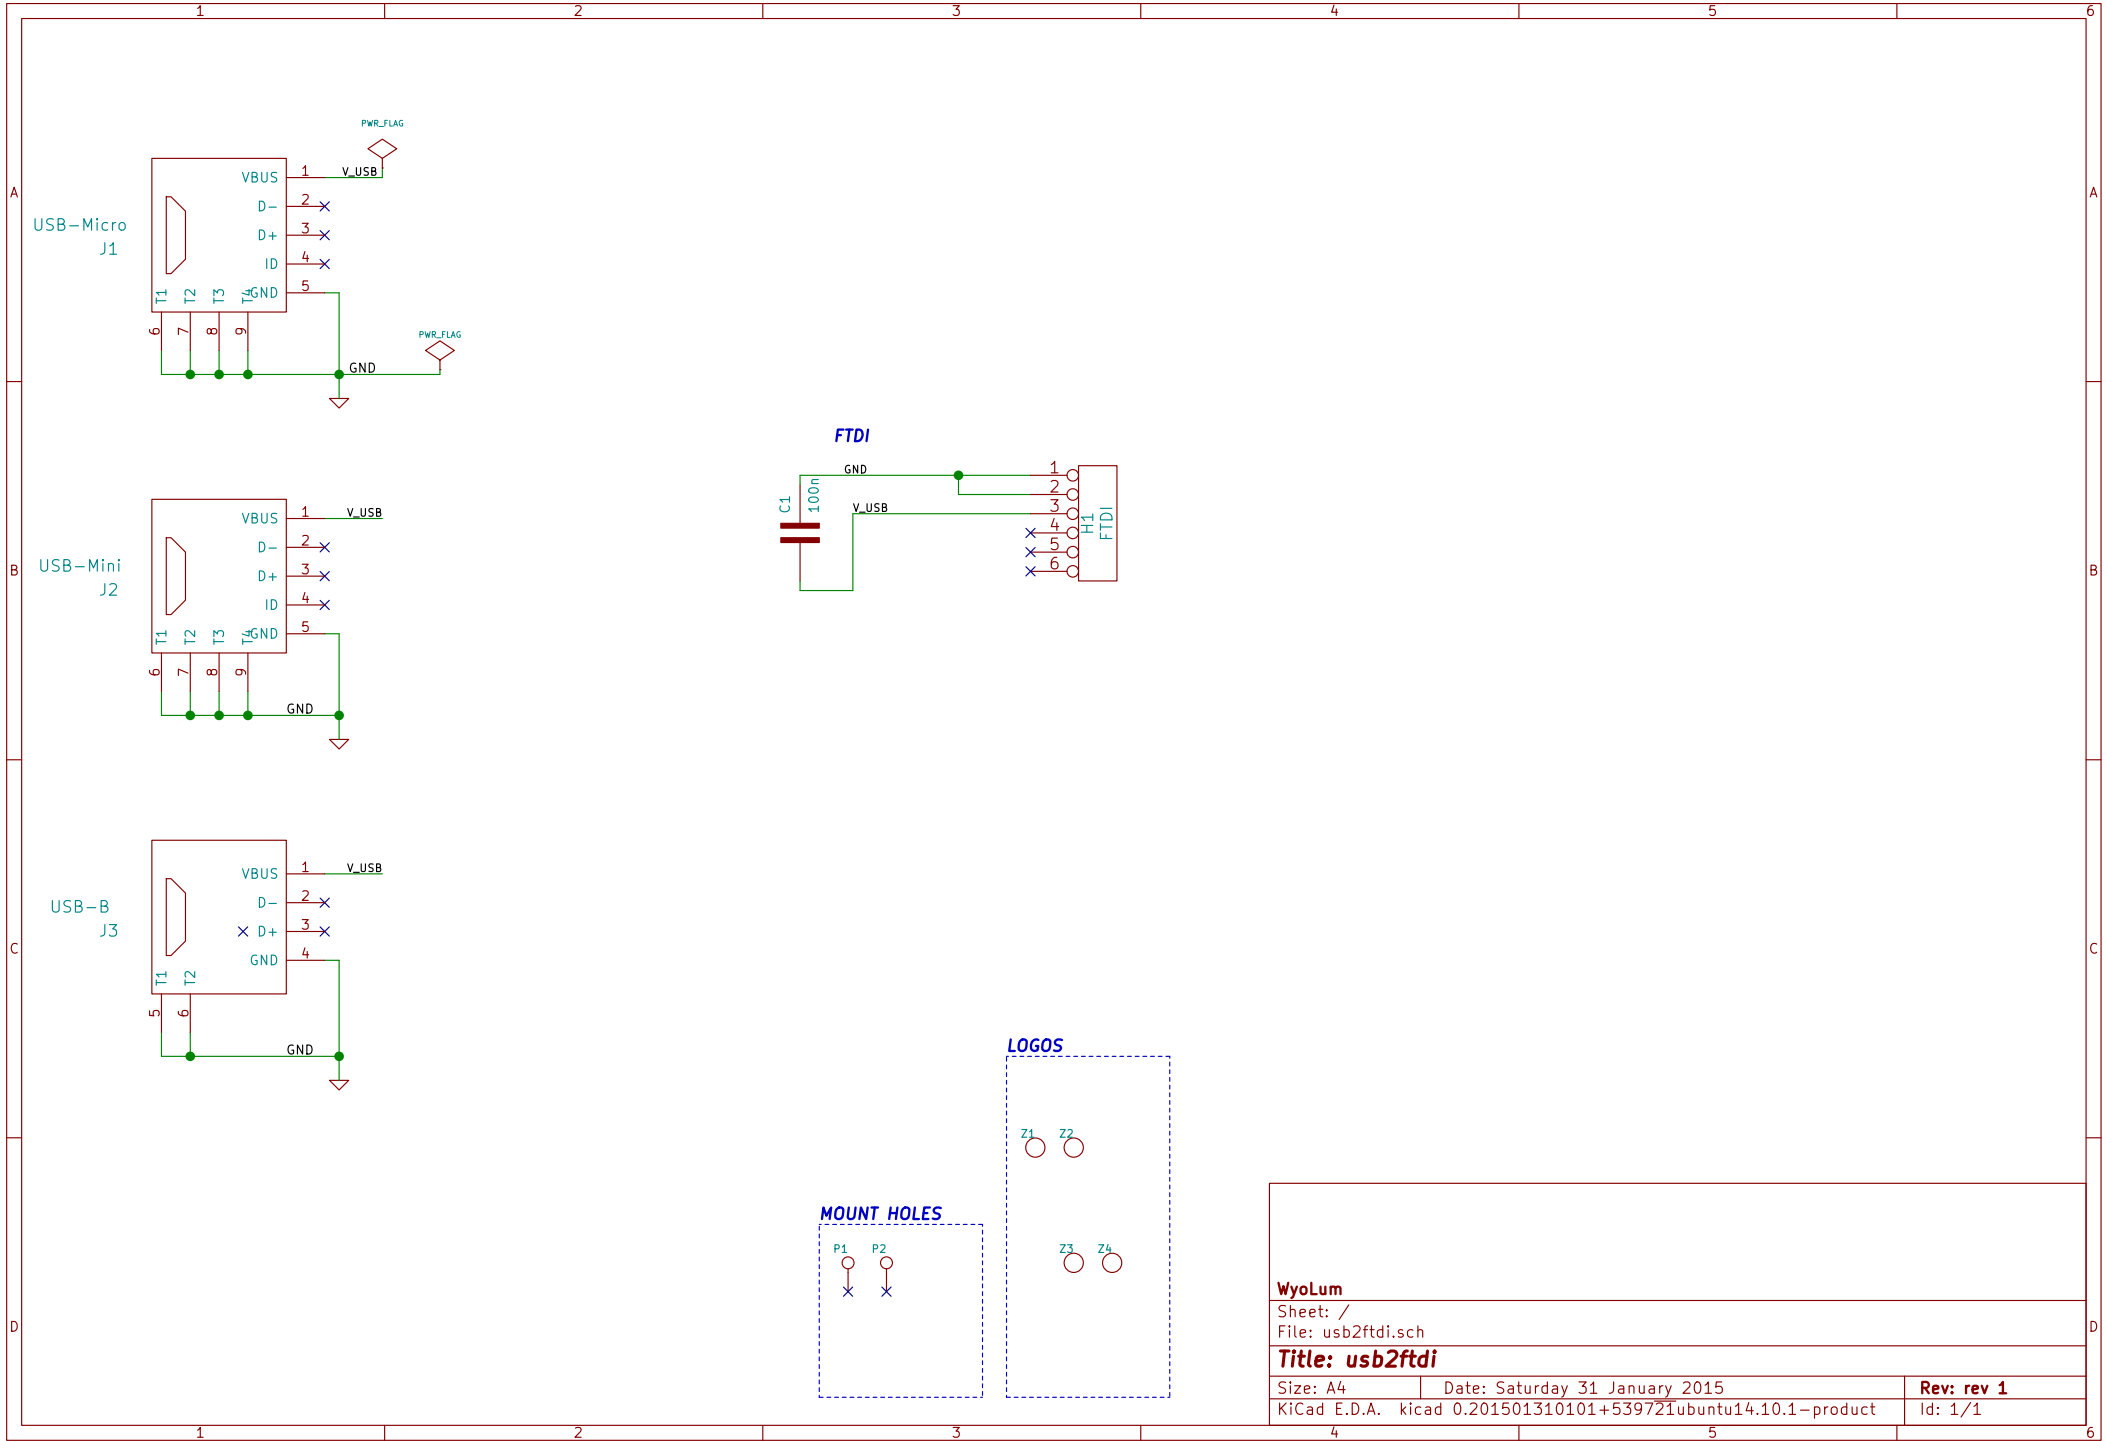 1 2 3 4 5 6
A A
PWR_FLAG
V_USB
USB-Micro
J1
VBUS 1
D- 2
D+ 3
ID 4
GND 5
T1 T2 T3 T4
6 7 8 9
PWR_FLAG
GND
FTDI
GND
V_USB
C1
100n
1
2
3
4
5
6
H1
FTDI
B B
V_USB
USB-Mini
J2
VBUS 1
D- 2
D+ 3
ID 4
GND 5
T1 T2 T3 T4
6 7 8 9
GND
V_USB
USB-B
J3
VBUS 1
D- 2
D+ 3
GND 4
T1 T2
5 6
GND
C C
LOGOS
Z1 Z2
Z3 Z4
MOUNT HOLES
P1 P2
D D
WyoLum
Sheet: /
File: usb2ftdi.sch
Title: usb2ftdi
Size: A4 Date: Saturday 31 January 2015 Rev: rev 1
KiCad E.D.A. kicad 0.201501310101+539721ubuntu14.10.1-product Id: 1/1
1 2 3 4 5 6